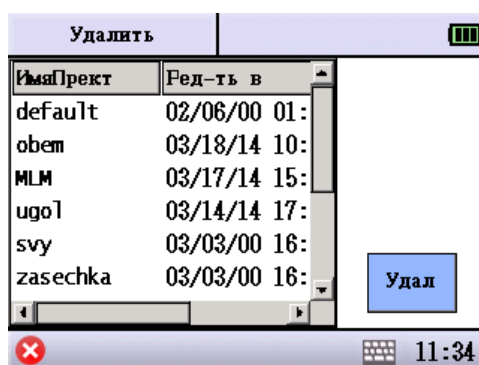 Удалить
ИмяПрект Ред-ть в
default 02/06/00 01:
obem 03/18/14 10:
MLM 03/17/14 15:
ugol 03/14/14 17:
svy 03/03/00 16:
zasechka 03/03/00 16:
Удал
11:34